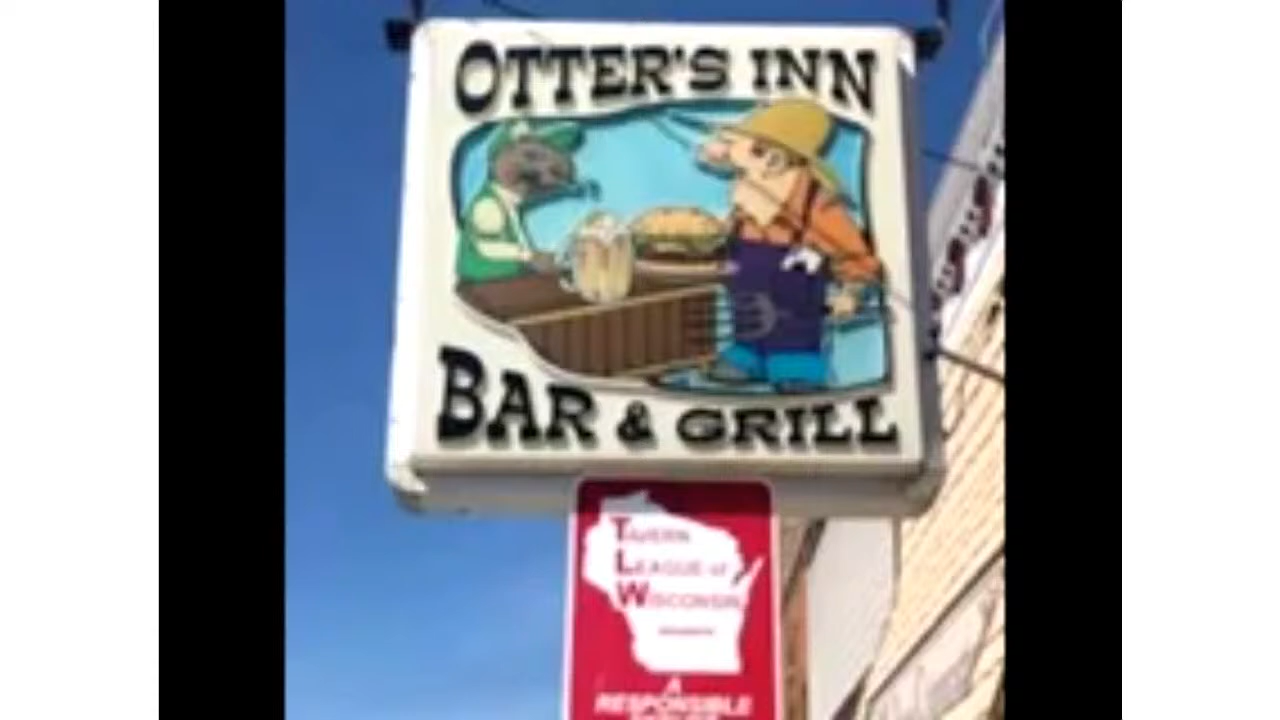 OTTER'S INN
BAR & GRILL
TAVERN
LEAGUE of
WISCONSIN
A
RESPONSIBLE